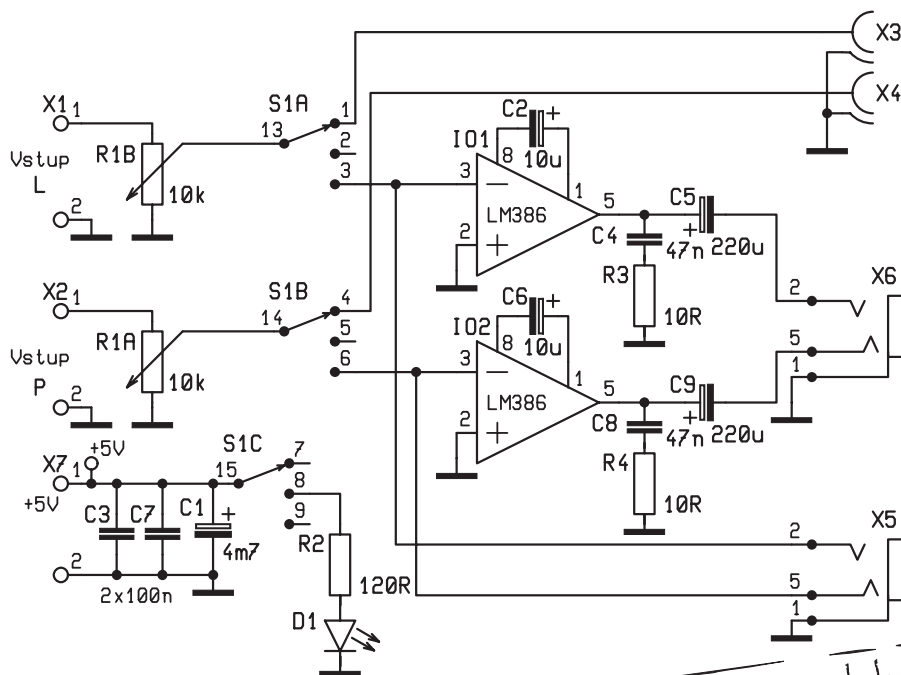 X3
X4
X1 1
S1A
13
1
2
3
Vstup
L
R1B
10k
2
C2 +
IO1
8
10u
3
1
LM386
2
5
C4
47n
C5
+
220u
R3
10R
X2 1
S1B
14
4
5
6
Vstup
P
R1A
10k
2
C6 +
IO2
8
10u
3
1
LM386
2
5
C8
47n
C9
+
220u
R4
10R
X6
2
5
1
+5V
X7 1
+5V
S1C
15
7
8
9
C3
C7
C1 +
4m7
2
2x100n
R2
120R
D1
X5
2
5
1